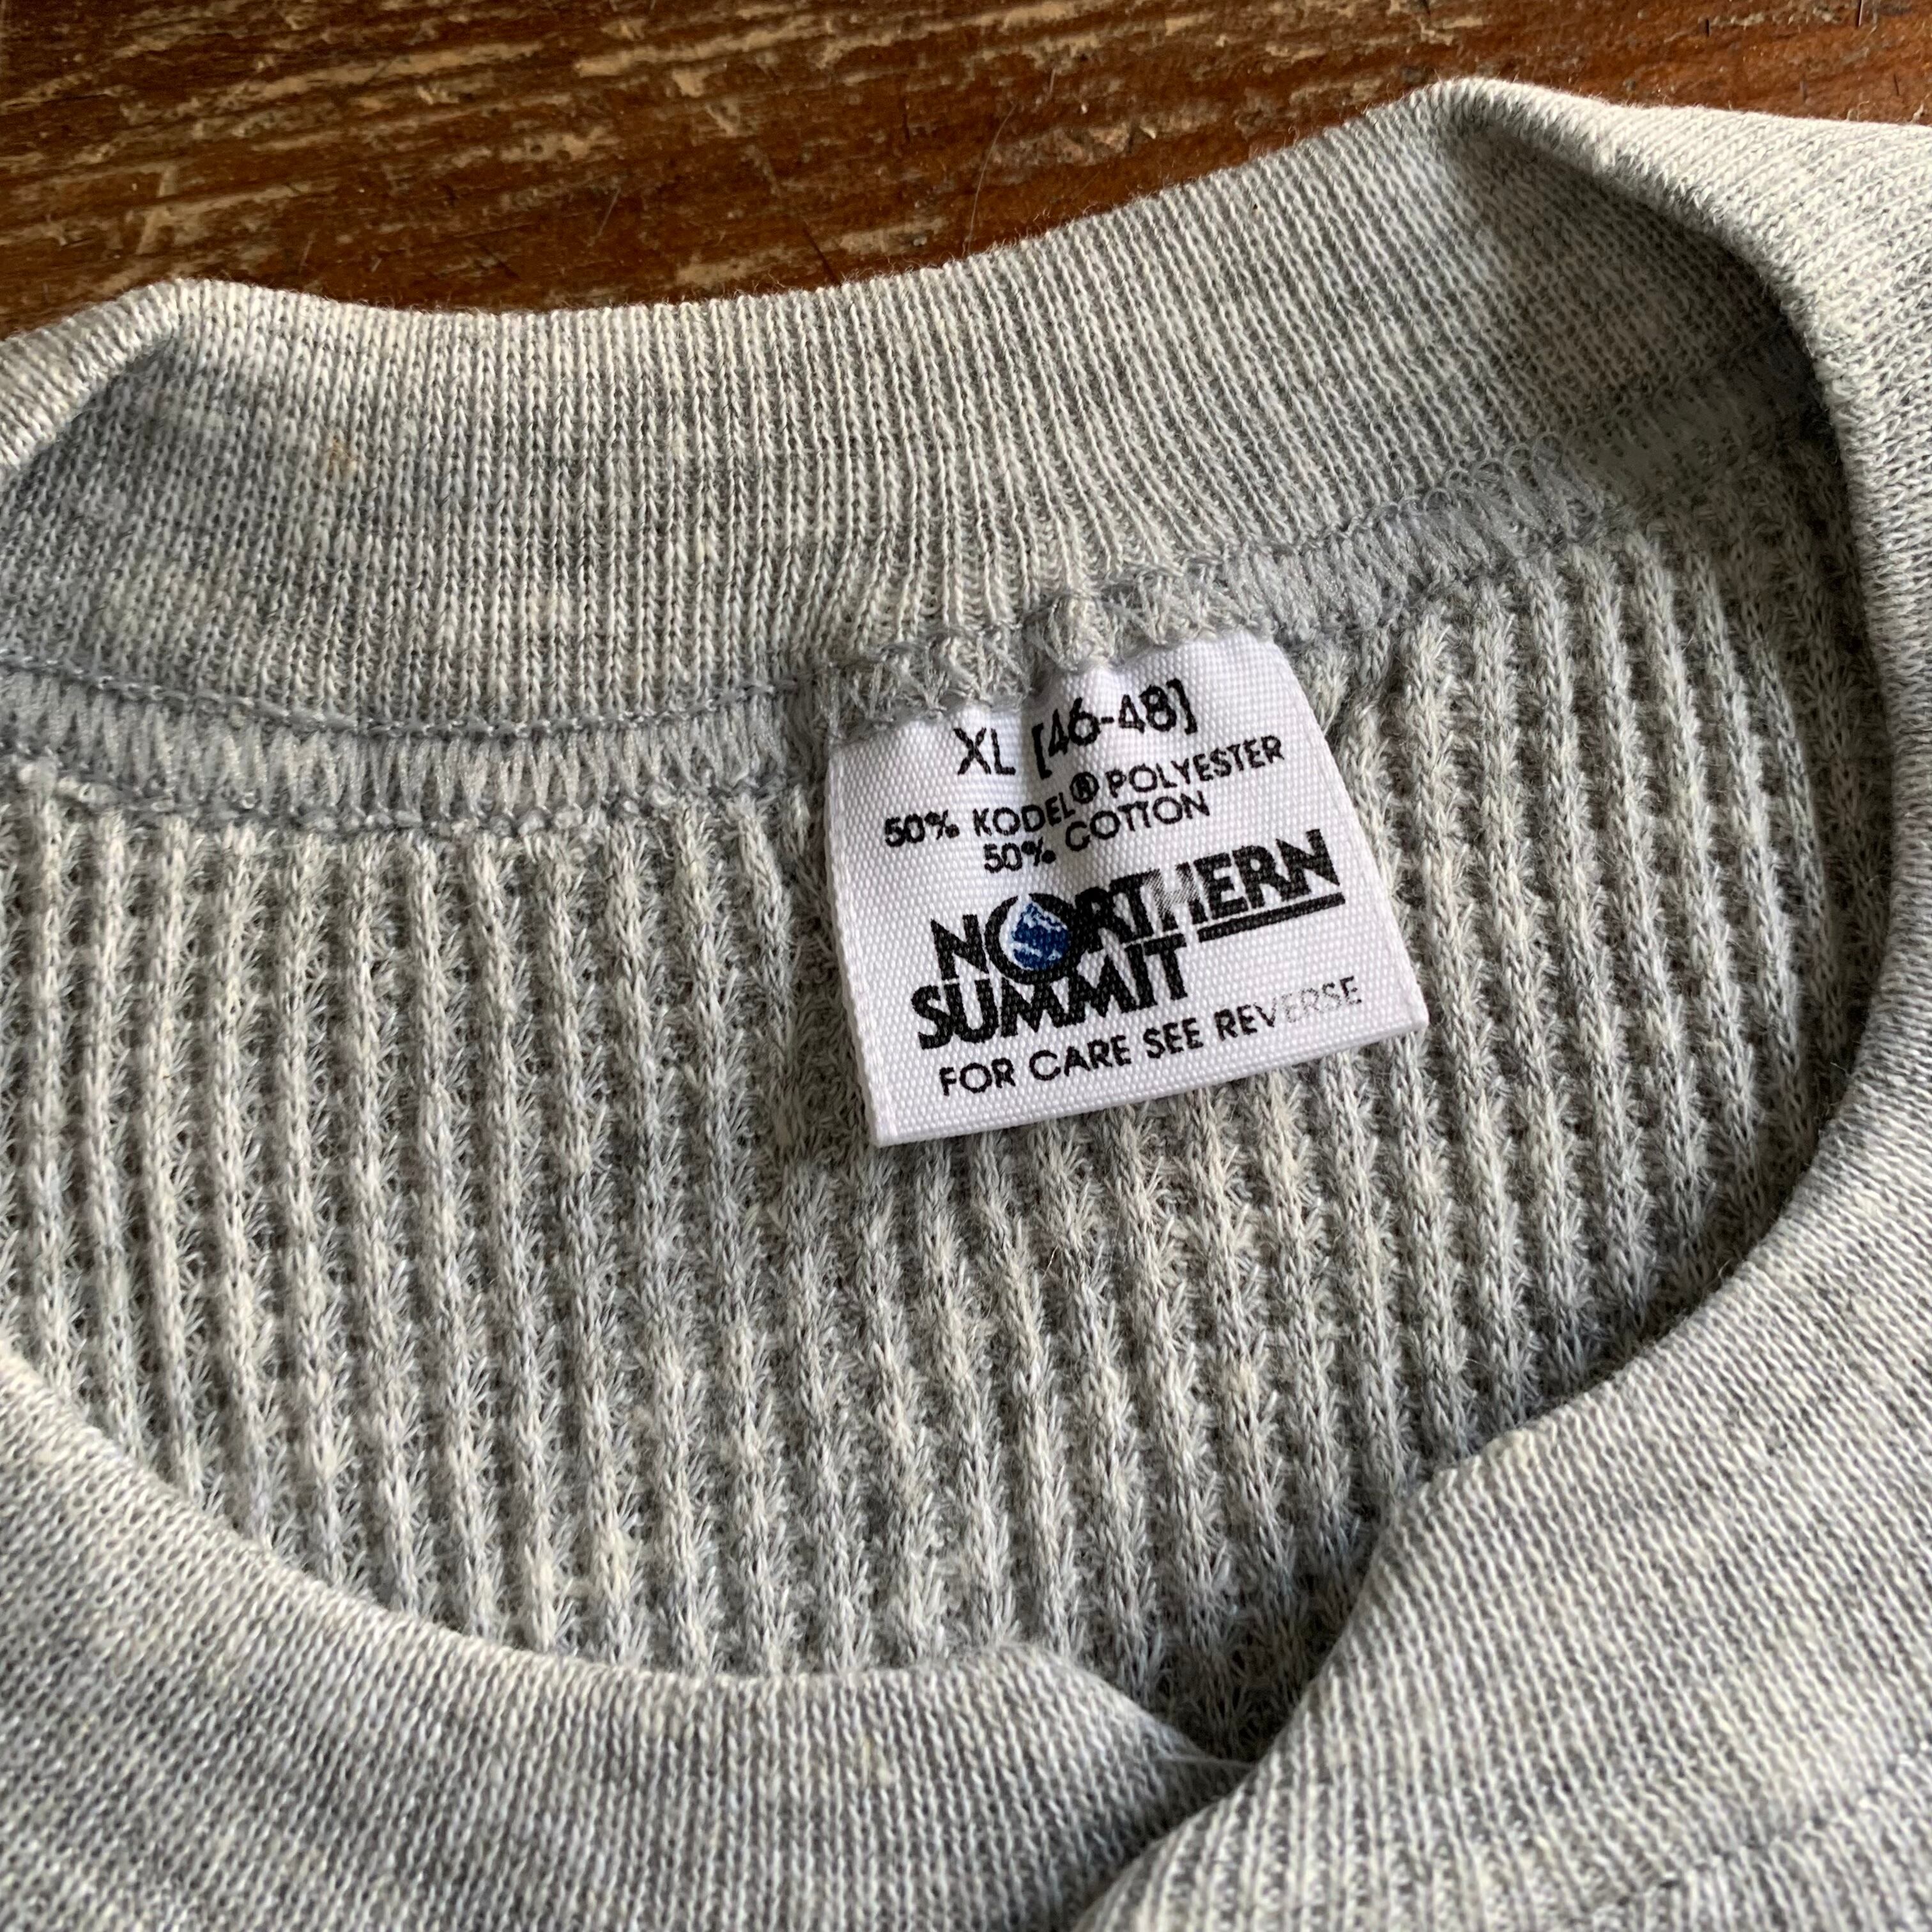 XL [46-48]
50% KODEL® POLYESTER
50% COTTON
NORTHERN
SUMMIT
FOR CARE SEE REVERSE